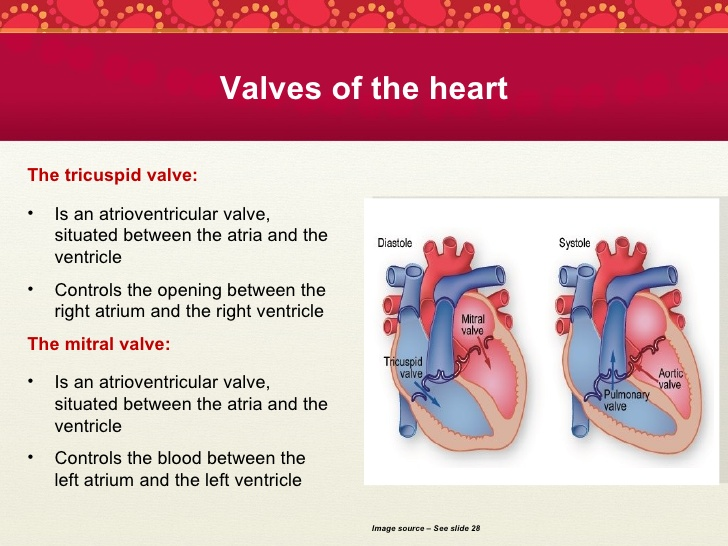 Valves of the heart
The tricuspid valve:
• Is an atrioventricular valve,
situated between the atria and the
ventricle
• Controls the opening between the
right atrium and the right ventricle
The mitral valve:
• Is an atrioventricular valve,
situated between the atria and the
ventricle
• Controls the blood between the
left atrium and the left ventricle
Diastole
Mitral
valve
Tricuspid
valve
Systole
Aortic
valve
Pulmonary
valve
Image source – See slide 28